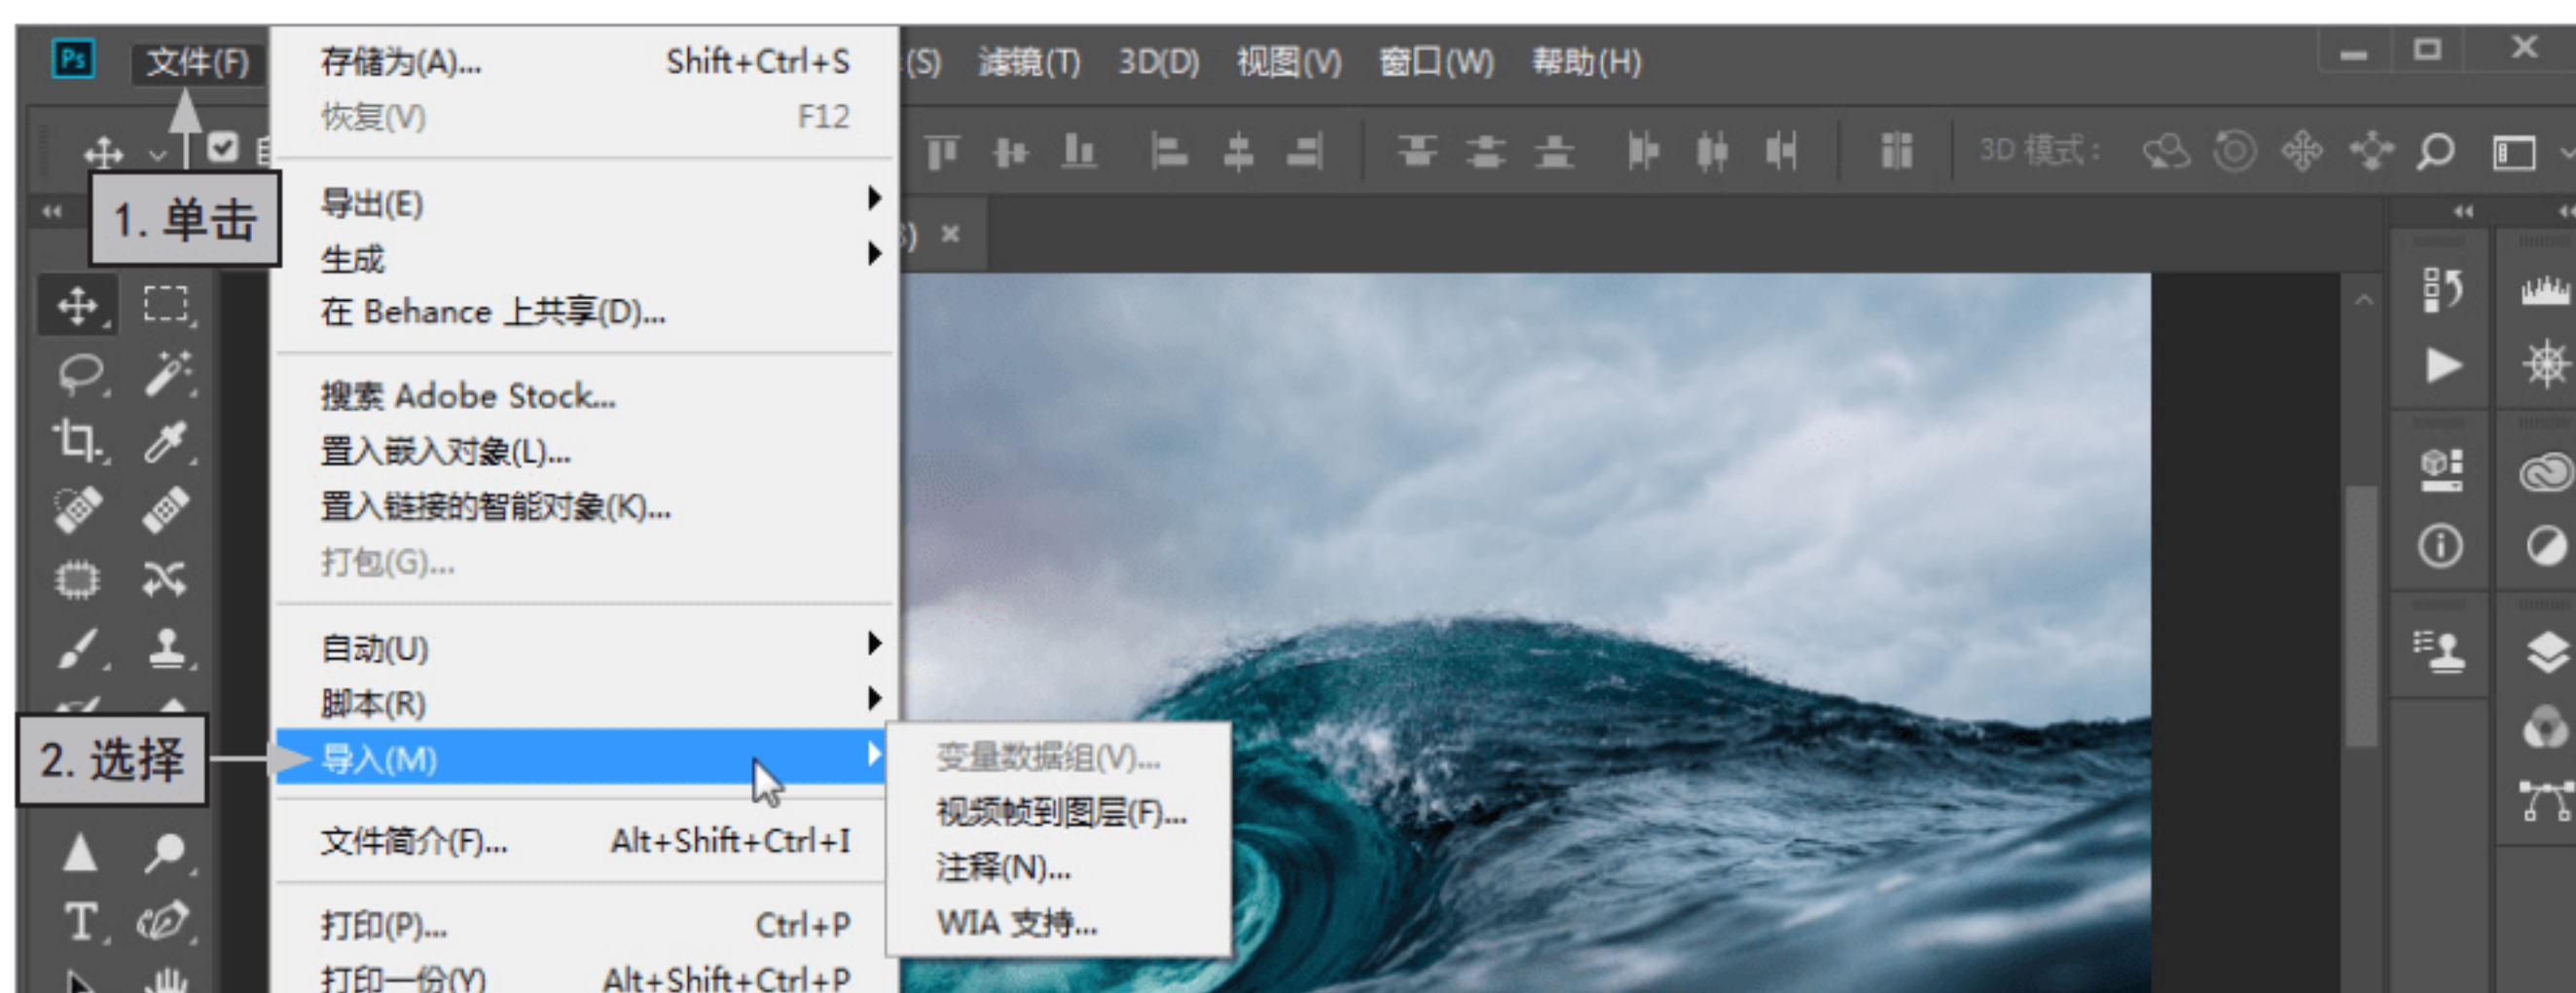 Ps 文件(F) (S) 滤镜(T) 3D(D) 视图(V) 窗口(W) 帮助(H)
存储为(A)... Shift+Ctrl+S
恢复(V) F12
3D 模式:
1. 单击
导出(E)
生成
在 Behance 上共享(D)...
搜索 Adobe Stock...
置入嵌入对象(L)...
置入链接的智能对象(K)...
打包(G)...
自动(U)
脚本(R)
2. 选择
导入(M)
变量数据组(V)...
视频帧到图层(F)...
注释(N)...
WIA 支持...
文件简介(F)... Alt+Shift+Ctrl+I
打印(P)... Ctrl+P
打印一份(Y) Alt+Shift+Ctrl+P